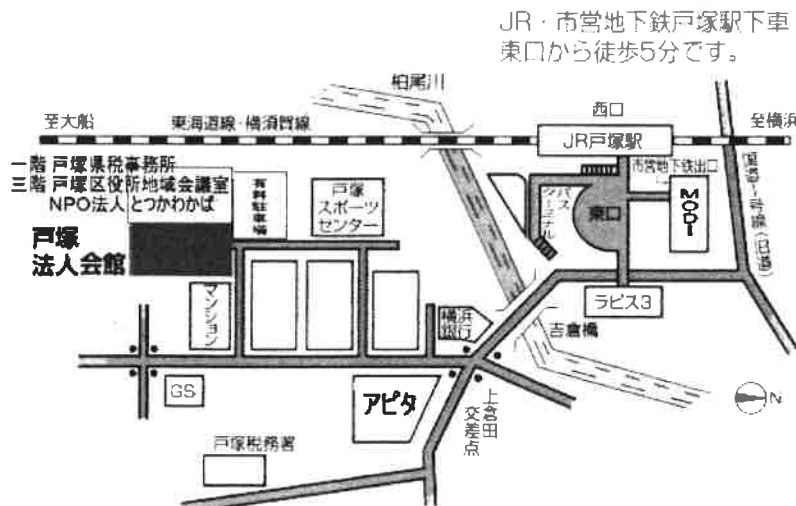 JR・市営地下鉄戸塚駅下車
東口から徒歩5分です。
柏尾川
西口
至大船
東海道線・横須賀線
JR戸塚駅
至横浜
一階 戸塚県税事務所
三階 戸塚区役所地域会議室
NPO法人 とつかわかば
有料駐車場
戸塚
スポーツ
センター
バス
ターミナル
東口
市営地下鉄出口
MODI
国道1号線(旧道)
戸塚
法人会館
マンション
横浜
銀行
ラピス3
吉倉橋
GS
アピタ
上倉田
交差点
N
戸塚税務署